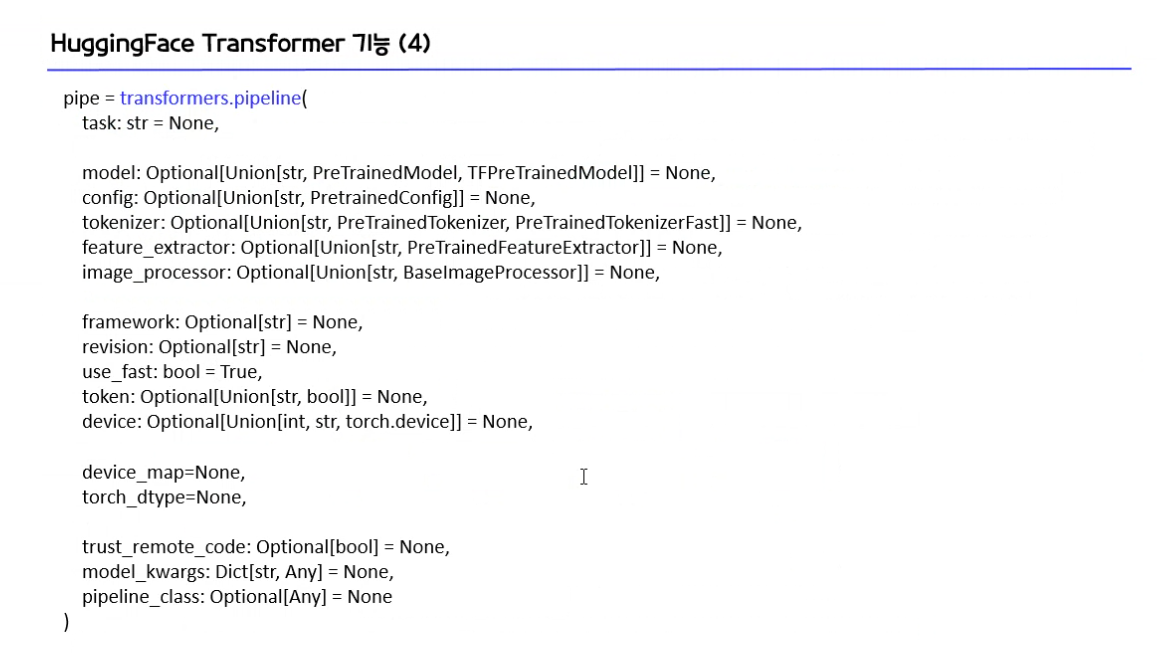 HuggingFace Transformer 기능 (4)
pipe = transformers.pipeline(
task: str = None,
model: Optional[Union[str, PreTrainedModel, TFPreTrainedModel]] = None,
config: Optional[Union[str, PretrainedConfig]] = None,
tokenizer: Optional[Union[str, PreTrainedTokenizer, PreTrainedTokenizerFast]] = None,
feature_extractor: Optional[Union[str, PreTrainedFeatureExtractor]] = None,
image_processor: Optional[Union[str, BaseImageProcessor]] = None,
framework: Optional[str] = None,
revision: Optional[str] = None,
use_fast: bool = True,
token: Optional[Union[str, bool]] = None,
device: Optional[Union[int, str, torch.device]] = None,
device_map=None,
torch_dtype=None,
trust_remote_code: Optional[bool] = None,
model_kwargs: Dict[str, Any] = None,
pipeline_class: Optional[Any] = None
)